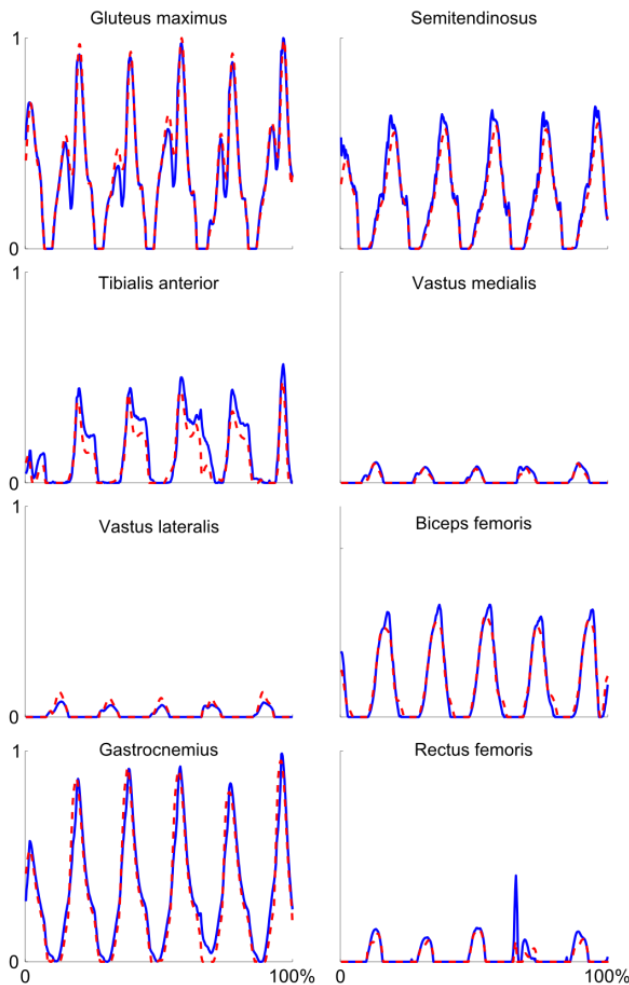 Gluteus maximus
Semitendinosus
1
0
Tibialis anterior
Vastus medialis
1
0
Vastus lateralis
Biceps femoris
1
0
Gastrocnemius
Rectus femoris
1
0
0 100% 0 100%